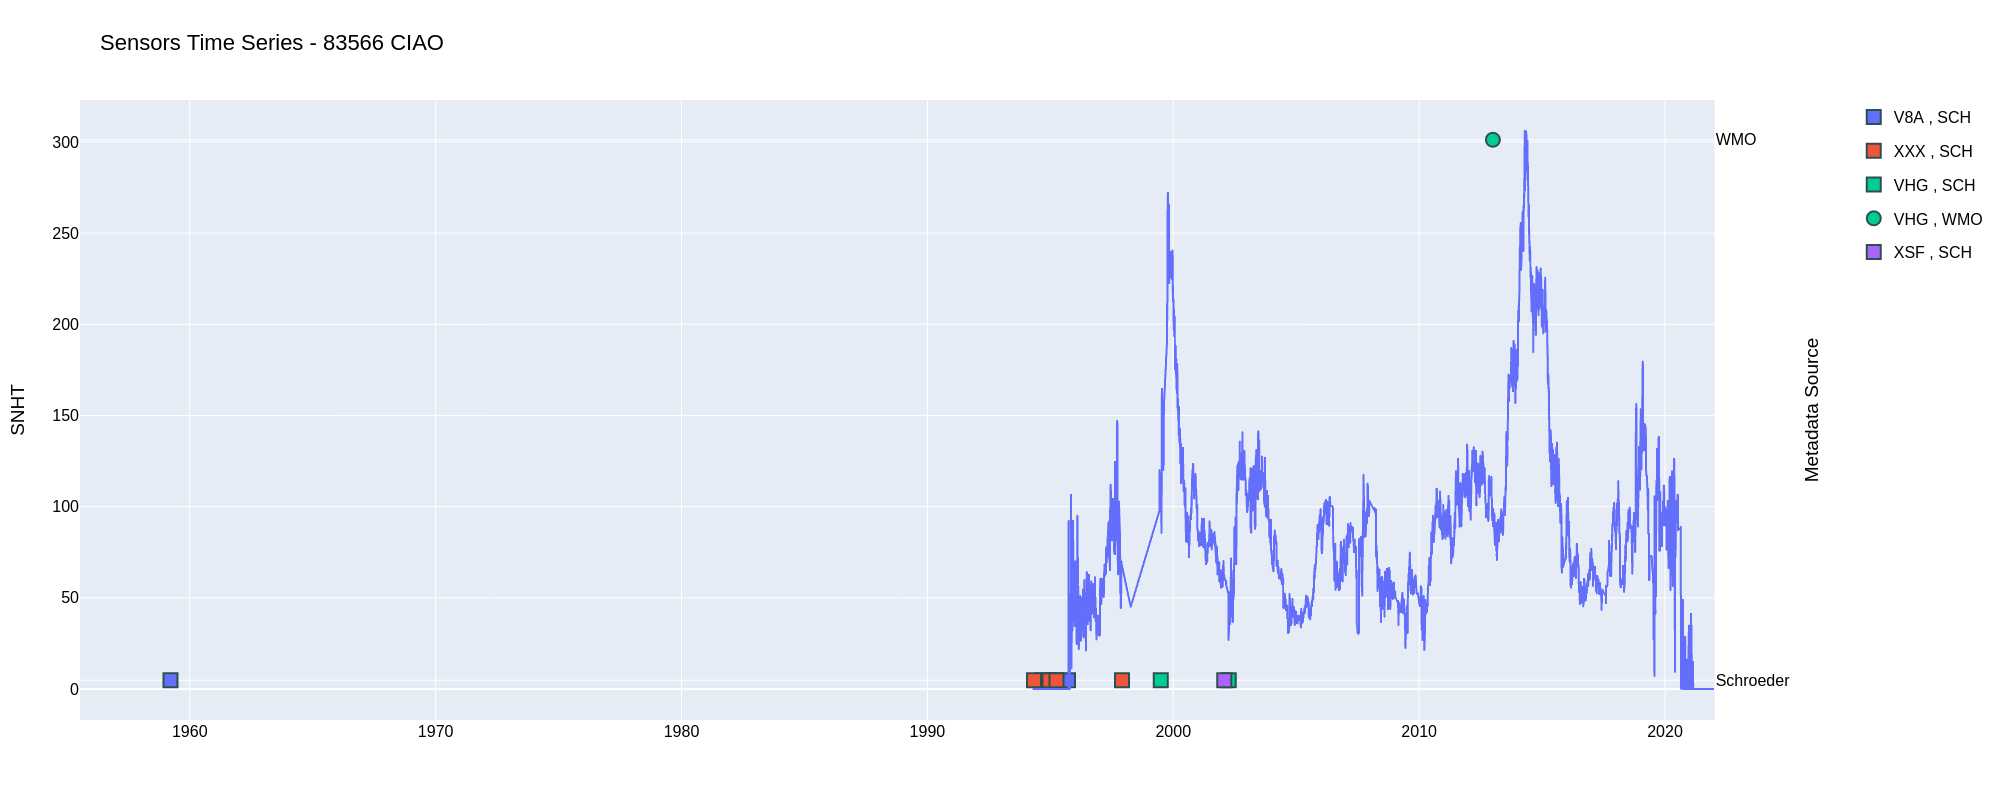 Sensors Time Series - 83566 CIAO
300
250
200
150
100
50
0
SNHT
1960
1970
1980
1990
2000
2010
2020
WMO
Schroeder
Metadata Source
V8A , SCH
XXX , SCH
VHG , SCH
VHG , WMO
XSF , SCH